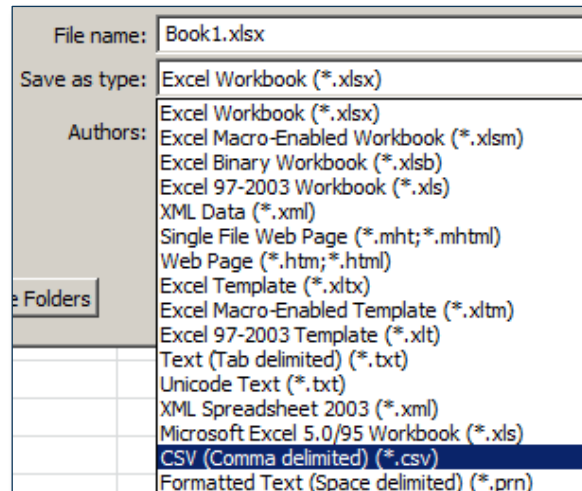 File name: Book1.xlsx
Save as type: Excel Workbook (*.xlsx)
Authors:
Excel Workbook (*.xlsx)
Excel Macro-Enabled Workbook (*.xlsm)
Excel Binary Workbook (*.xlsb)
Excel 97-2003 Workbook (*.xls)
XML Data (*.xml)
Single File Web Page (*.mht;*.mhtml)
Web Page (*.htm;*.html)
Excel Template (*.xltx)
Excel Macro-Enabled Template (*.xltm)
Excel 97-2003 Template (*.xlt)
Text (Tab delimited) (*.txt)
Unicode Text (*.txt)
XML Spreadsheet 2003 (*.xml)
Microsoft Excel 5.0/95 Workbook (*.xls)
CSV (Comma delimited) (*.csv)
Formatted Text (Space delimited) (*.prn)
e Folders